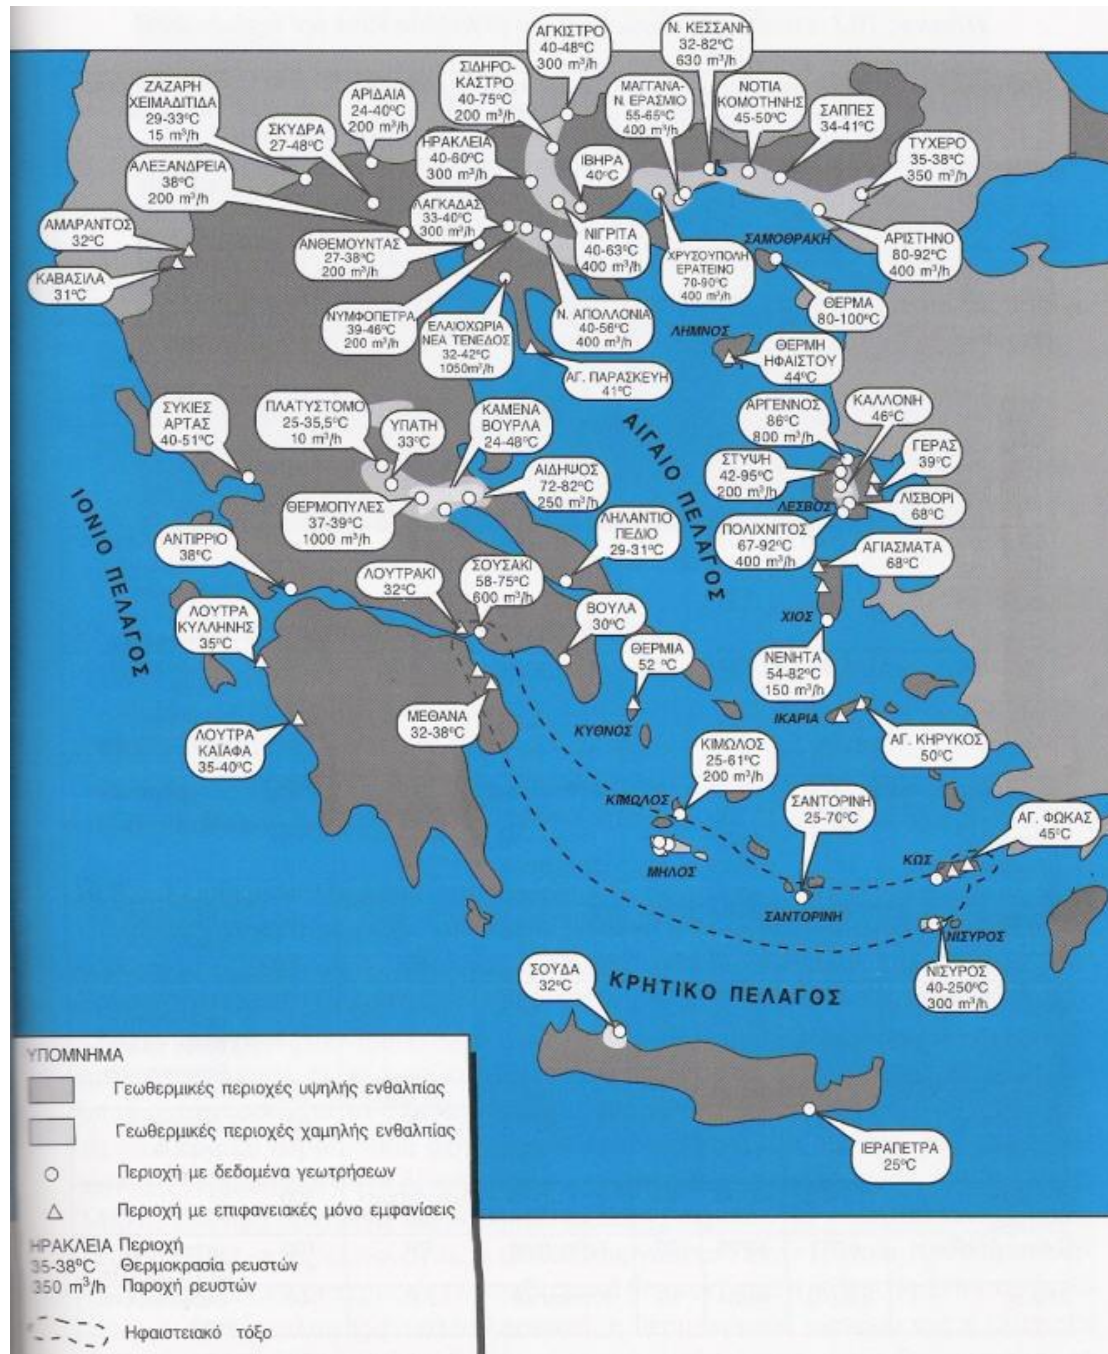 ΑΓΚΙΣΤΡΟ
40-48°C
300 m³/h
Ν. ΚΕΣΣΑΝΗ
32-82°C
630 m³/h
ΣΙΔΗΡΟ-
ΚΑΣΤΡΟ
40-75°C
200 m³/h
ΜΑΓΓΑΝΑ-
Ν. ΕΡΑΣΜΙΟ
55-65°C
400 m³/h
ΝΟΤΙΑ
ΚΟΜΟΤΗΝΗΣ
45-50°C
ΣΑΠΠΕΣ
34-41°C
ΖΑΖΑΡΗ
ΧΕΙΜΑΔΙΤΙΔΑ
29-33°C
15 m³/h
ΑΡΙΔΑΙΑ
24-40°C
200 m³/h
ΣΚΥΔΡΑ
27-48°C
ΗΡΑΚΛΕΙΑ
40-60°C
300 m³/h
ΙΒΗΡΑ
40°C
ΤΥΧΕΡΟ
35-38°C
350 m³/h
ΑΛΕΞΑΝΔΡΕΙΑ
38°C
200 m³/h
ΛΑΓΚΑΔΑΣ
33-40°C
300 m³/h
ΑΜΑΡΑΝΤΟΣ
32°C
ΚΑΒΑΣΙΛΑ
31°C
ΑΝΘΕΜΟΥΝΤΑΣ
27-38°C
200 m³/h
ΝΙΓΡΙΤΑ
40-63°C
400 m³/h
ΧΡΥΣΟΥΠΟΛΗ
ΕΡΑΤΕΙΝΟ
70-90°C
400 m³/h
ΣΑΜΟΘΡΑΚΗ
ΑΡΙΣΤΗΝΟ
80-92°C
400 m³/h
ΘΕΡΜΑ
80-100°C
ΝΥΜΦΟΠΕΤΡΑ
39-46°C
200 m³/h
ΕΛΑΙΟΧΩΡΙΑ
ΝΕΑ ΤΕΝΕΔΟΣ
32-42°C
1050m³/h
Ν. ΑΠΟΛΛΟΝΙΑ
40-56°C
400 m³/h
ΛΗΜΝΟΣ
ΘΕΡΜΗ
ΗΦΑΙΣΤΟΥ
44°C
ΑΓ. ΠΑΡΑΣΚΕΥΗ
41°C
ΣΥΚΙΕΣ
ΑΡΤΑΣ
40-51°C
ΠΛΑΤΥΣΤΟΜΟ
25-35,5°C
10 m³/h
ΥΠΑΤΗ
33°C
ΚΑΜΕΝΑ
ΒΟΥΡΛΑ
24-48°C
ΑΙΓΑΙΟ ΠΕΛΑΓΟΣ
ΑΡΓΕΝΝΟΣ
86°C
800 m³/h
ΚΑΛΛΟΝΗ
46°C
ΓΕΡΑΣ
39°C
ΣΤΥΨΗ
42-95°C
200 m³/h
ΛΕΣΒΟΣ
ΛΙΣΒΟΡΙ
68°C
ΑΙΔΗΨΟΣ
72-82°C
250 m³/h
ΘΕΡΜΟΠΥΛΕΣ
37-39°C
1000 m³/h
ΛΗΛΑΝΤΙΟ
ΠΕΔΙΟ
29-31°C
ΠΟΛΙΧΝΙΤΟΣ
67-92°C
400 m³/h
ΙΟΝΙΟ ΠΕΛΑΓΟΣ
ΑΝΤΙΡΡΙΟ
38°C
ΛΟΥΤΡΑΚΙ
32°C
ΣΟΥΣΑΚΙ
58-75°C
600 m³/h
ΑΓΙΑΣΜΑΤΑ
68°C
ΧΙΟΣ
ΛΟΥΤΡΑ
ΚΥΛΛΗΝΗΣ
35°C
ΒΟΥΛΑ
30°C
ΘΕΡΜΙΑ
52 °C
ΝΕΝΗΤΑ
54-82°C
150 m³/h
ΛΟΥΤΡΑ
ΚΑΪΑΦΑ
35-40°C
ΜΕΘΑΝΑ
32-38°C
ΚΥΘΝΟΣ
ΙΚΑΡΙΑ
ΑΓ. ΚΗΡΥΚΟΣ
50°C
ΚΙΜΩΛΟΣ
25-61°C
200 m³/h
ΚΙΜΩΛΟΣ
ΜΗΛΟΣ
ΣΑΝΤΟΡΙΝΗ
25-70°C
ΣΑΝΤΟΡΙΝΗ
ΑΓ. ΦΩΚΑΣ
45°C
ΚΩΣ
ΝΙΣΥΡΟΣ
ΝΙΣΥΡΟΣ
40-250°C
300 m³/h
ΣΟΥΔΑ
32°C
ΚΡΗΤΙΚΟ ΠΕΛΑΓΟΣ
ΙΕΡΑΠΕΤΡΑ
25°C
ΥΠΟΜΝΗΜΑ
Γεωθερμικές περιοχές υψηλής ενθαλπίας
Γεωθερμικές περιοχές χαμηλής ενθαλπίας
Περιοχή με δεδομένα γεωτρήσεων
Περιοχή με επιφανειακές μόνο εμφανίσεις
ΗΡΑΚΛΕΙΑ Περιοχή
35-38°C Θερμοκρασία ρευστών
350 m³/h Παροχή ρευστών
Ηφαιστειακό τόξο